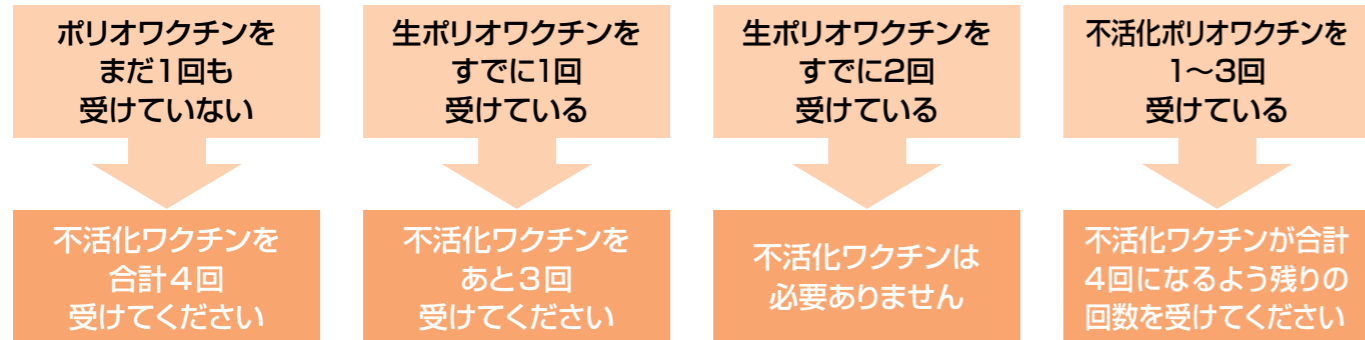 ポリオワクチンを
まだ1回も
受けていない
生ポリオワクチンを
すでに1回
受けている
生ポリオワクチンを
すでに2回
受けている
不活化ポリオワクチンを
1〜3回
受けている
不活化ワクチンを
合計4回
受けてください
不活化ワクチンを
あと3回
受けてください
不活化ワクチンは
必要ありません
不活化ワクチンが合計
4回になるよう残りの
回数を受けてください